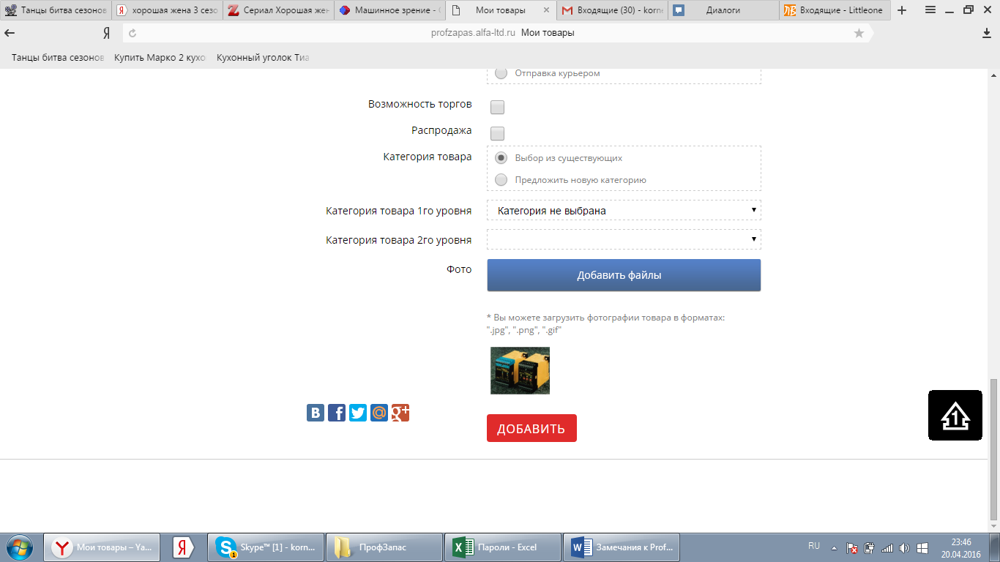 Танцы битва сезонов
хорошая жена 3 сезо
Сериал Хорошая жен
Машинное зрение - С
Мои товары
Входящие (30) - korne
Диалоги
Входящие - Littleone
profzapas.alfa-ltd.ru Мои товары
Танцы битва сезонов Купить Марко 2 кухо Кухонный уголок Тиа
Отправка курьером
Возможность торгов
Распродажа
Категория товара
Выбор из существующих
Предложить новую категорию
Категория товара 1го уровня
Категория не выбрана
Категория товара 2го уровня
Фото
Добавить файлы
* Вы можете загрузить фотографии товара в форматах:
".jpg", ".png", ".gif"
ДОБАВИТЬ
1
Мои товары – Ya...
Skype™ [1] - korn...
ПрофЗапас
Пароли - Excel
Замечания к Prof...
RU
23:46
20.04.2016